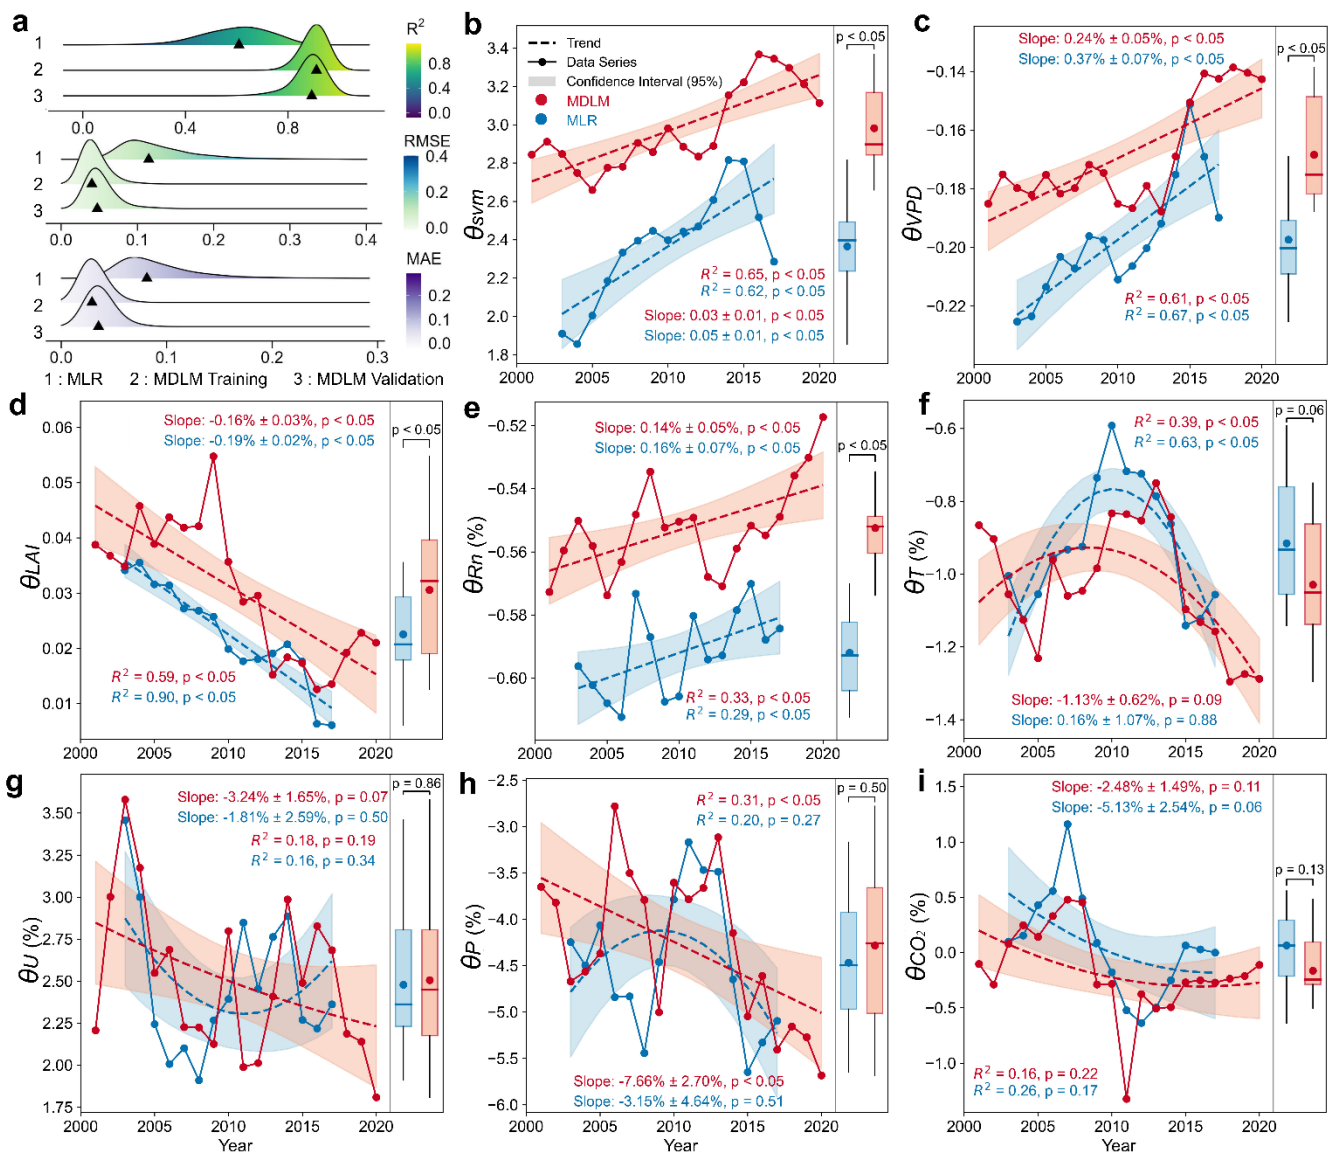 a
R²
1
2
3
0.8
0.6
0.4
0.2
0.0
0.4
0.8
RMSE
1
2
3
0.4
0.2
0.0
0.0
0.1
0.2
0.3
0.4
MAE
1
2
3
0.2
0.1
0.0
0.0
0.1
0.2
0.3
1 : MLR 2 : MDLM Training 3 : MDLM Validation
b
p < 0.05
Trend
Data Series
Confidence Interval (95%)
MDLM
MLR
R² = 0.65, p < 0.05
R² = 0.62, p < 0.05
Slope: 0.03 ± 0.01, p < 0.05
Slope: 0.05 ± 0.01, p < 0.05
θsvm
3.4
3.2
3.0
2.8
2.6
2.4
2.2
2.0
1.8
2000 2005 2010 2015 2020
c
Slope: 0.24% ± 0.05%, p < 0.05
Slope: 0.37% ± 0.07%, p < 0.05
p < 0.05
R² = 0.61, p < 0.05
R² = 0.67, p < 0.05
θVPD
−0.14
−0.16
−0.18
−0.20
−0.22
2000 2005 2010 2015 2020
d
Slope: -0.16% ± 0.03%, p < 0.05
Slope: -0.19% ± 0.02%, p < 0.05
p < 0.05
R² = 0.59, p < 0.05
R² = 0.90, p < 0.05
θLAI
0.06
0.05
0.04
0.03
0.02
0.01
2000 2005 2010 2015 2020
e
Slope: 0.14% ± 0.05%, p < 0.05
Slope: 0.16% ± 0.07%, p < 0.05
p < 0.05
R² = 0.33, p < 0.05
R² = 0.29, p < 0.05
θRn (%)
−0.52
−0.54
−0.56
−0.58
−0.60
2000 2005 2010 2015 2020
f
p = 0.06
R² = 0.39, p < 0.05
R² = 0.63, p < 0.05
Slope: -1.13% ± 0.62%, p = 0.09
Slope: 0.16% ± 1.07%, p = 0.88
θT (%)
−0.6
−0.8
−1.0
−1.2
−1.4
2000 2005 2010 2015 2020
g
Slope: -3.24% ± 1.65%, p = 0.07
Slope: -1.81% ± 2.59%, p = 0.50
R² = 0.18, p = 0.19
R² = 0.16, p = 0.34
p = 0.86
θU (%)
3.50
3.25
3.00
2.75
2.50
2.25
2.00
1.75
2000 2005 2010 2015 2020
Year
h
R² = 0.31, p < 0.05
R² = 0.20, p = 0.27
p = 0.50
Slope: -7.66% ± 2.70%, p < 0.05
Slope: -3.15% ± 4.64%, p = 0.51
θP (%)
−2.5
−3.0
−3.5
−4.0
−4.5
−5.0
−5.5
−6.0
2000 2005 2010 2015 2020
Year
i
Slope: -2.48% ± 1.49%, p = 0.11
Slope: -5.13% ± 2.54%, p = 0.06
p = 0.13
R² = 0.16, p = 0.22
R² = 0.26, p = 0.17
θCO₂ (%)
1.5
1.0
0.5
0.0
−0.5
−1.0
2000 2005 2010 2015 2020
Year